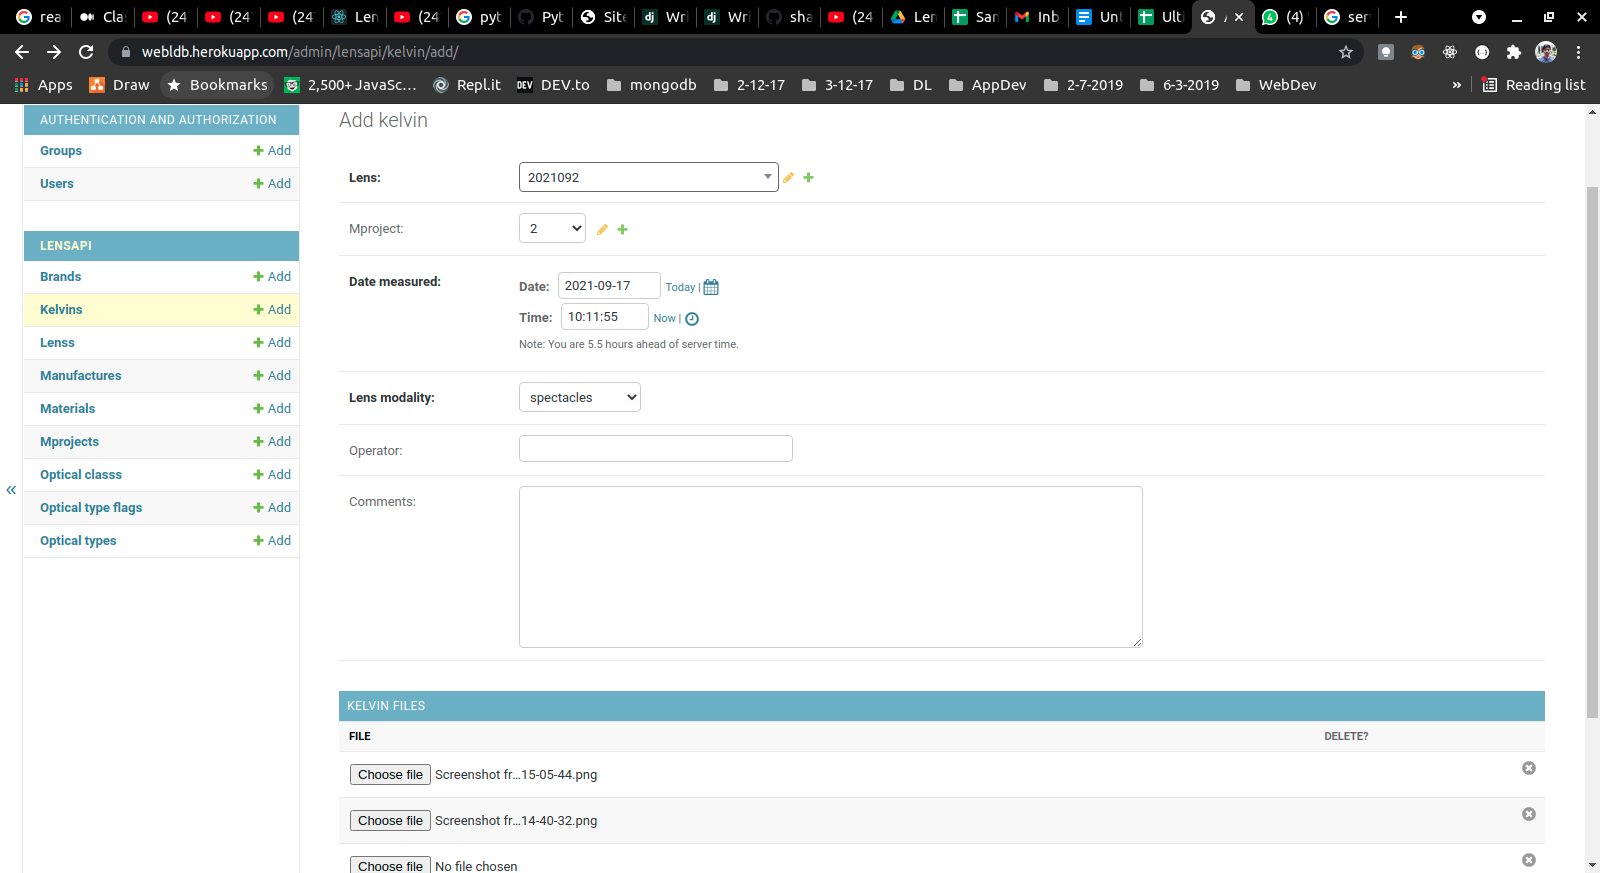 rea Cla (24 (24 (24 Len (24 pyt Pyt Site Wri Wri sha (24 Len San Inb Unt Ulti (4) ser
webldb.herokuapp.com/admin/lensapi/kelvin/add/
Apps Draw Bookmarks 2,500+ JavaSc... Repl.it DEV DEV.to mongodb 2-12-17 3-12-17 DL AppDev 2-7-2019 6-3-2019 WebDev » Reading list
AUTHENTICATION AND AUTHORIZATION
Groups + Add
Users + Add
LENSAPI
Brands + Add
Kelvins + Add
Lenss + Add
Manufactures + Add
Materials + Add
Mprojects + Add
Optical classs + Add
Optical type flags + Add
Optical types + Add
«
Add kelvin
Lens: 2021092
Mproject: 2
Date measured:
Date: 2021-09-17 Today |
Time: 10:11:55 Now |
Note: You are 5.5 hours ahead of server time.
Lens modality: spectacles
Operator:
Comments:
KELVIN FILES
FILE DELETE?
Choose file Screenshot fr...15-05-44.png
Choose file Screenshot fr...14-40-32.png
Choose file No file chosen